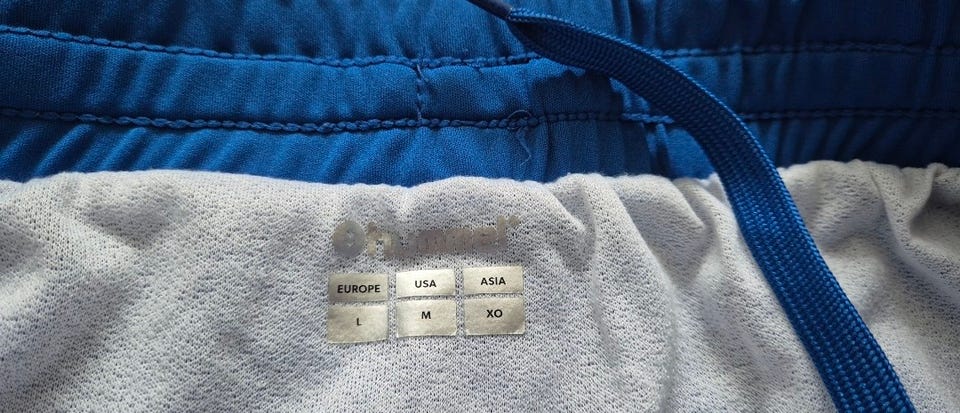 hummel
EUROPE USA ASIA
L M XO